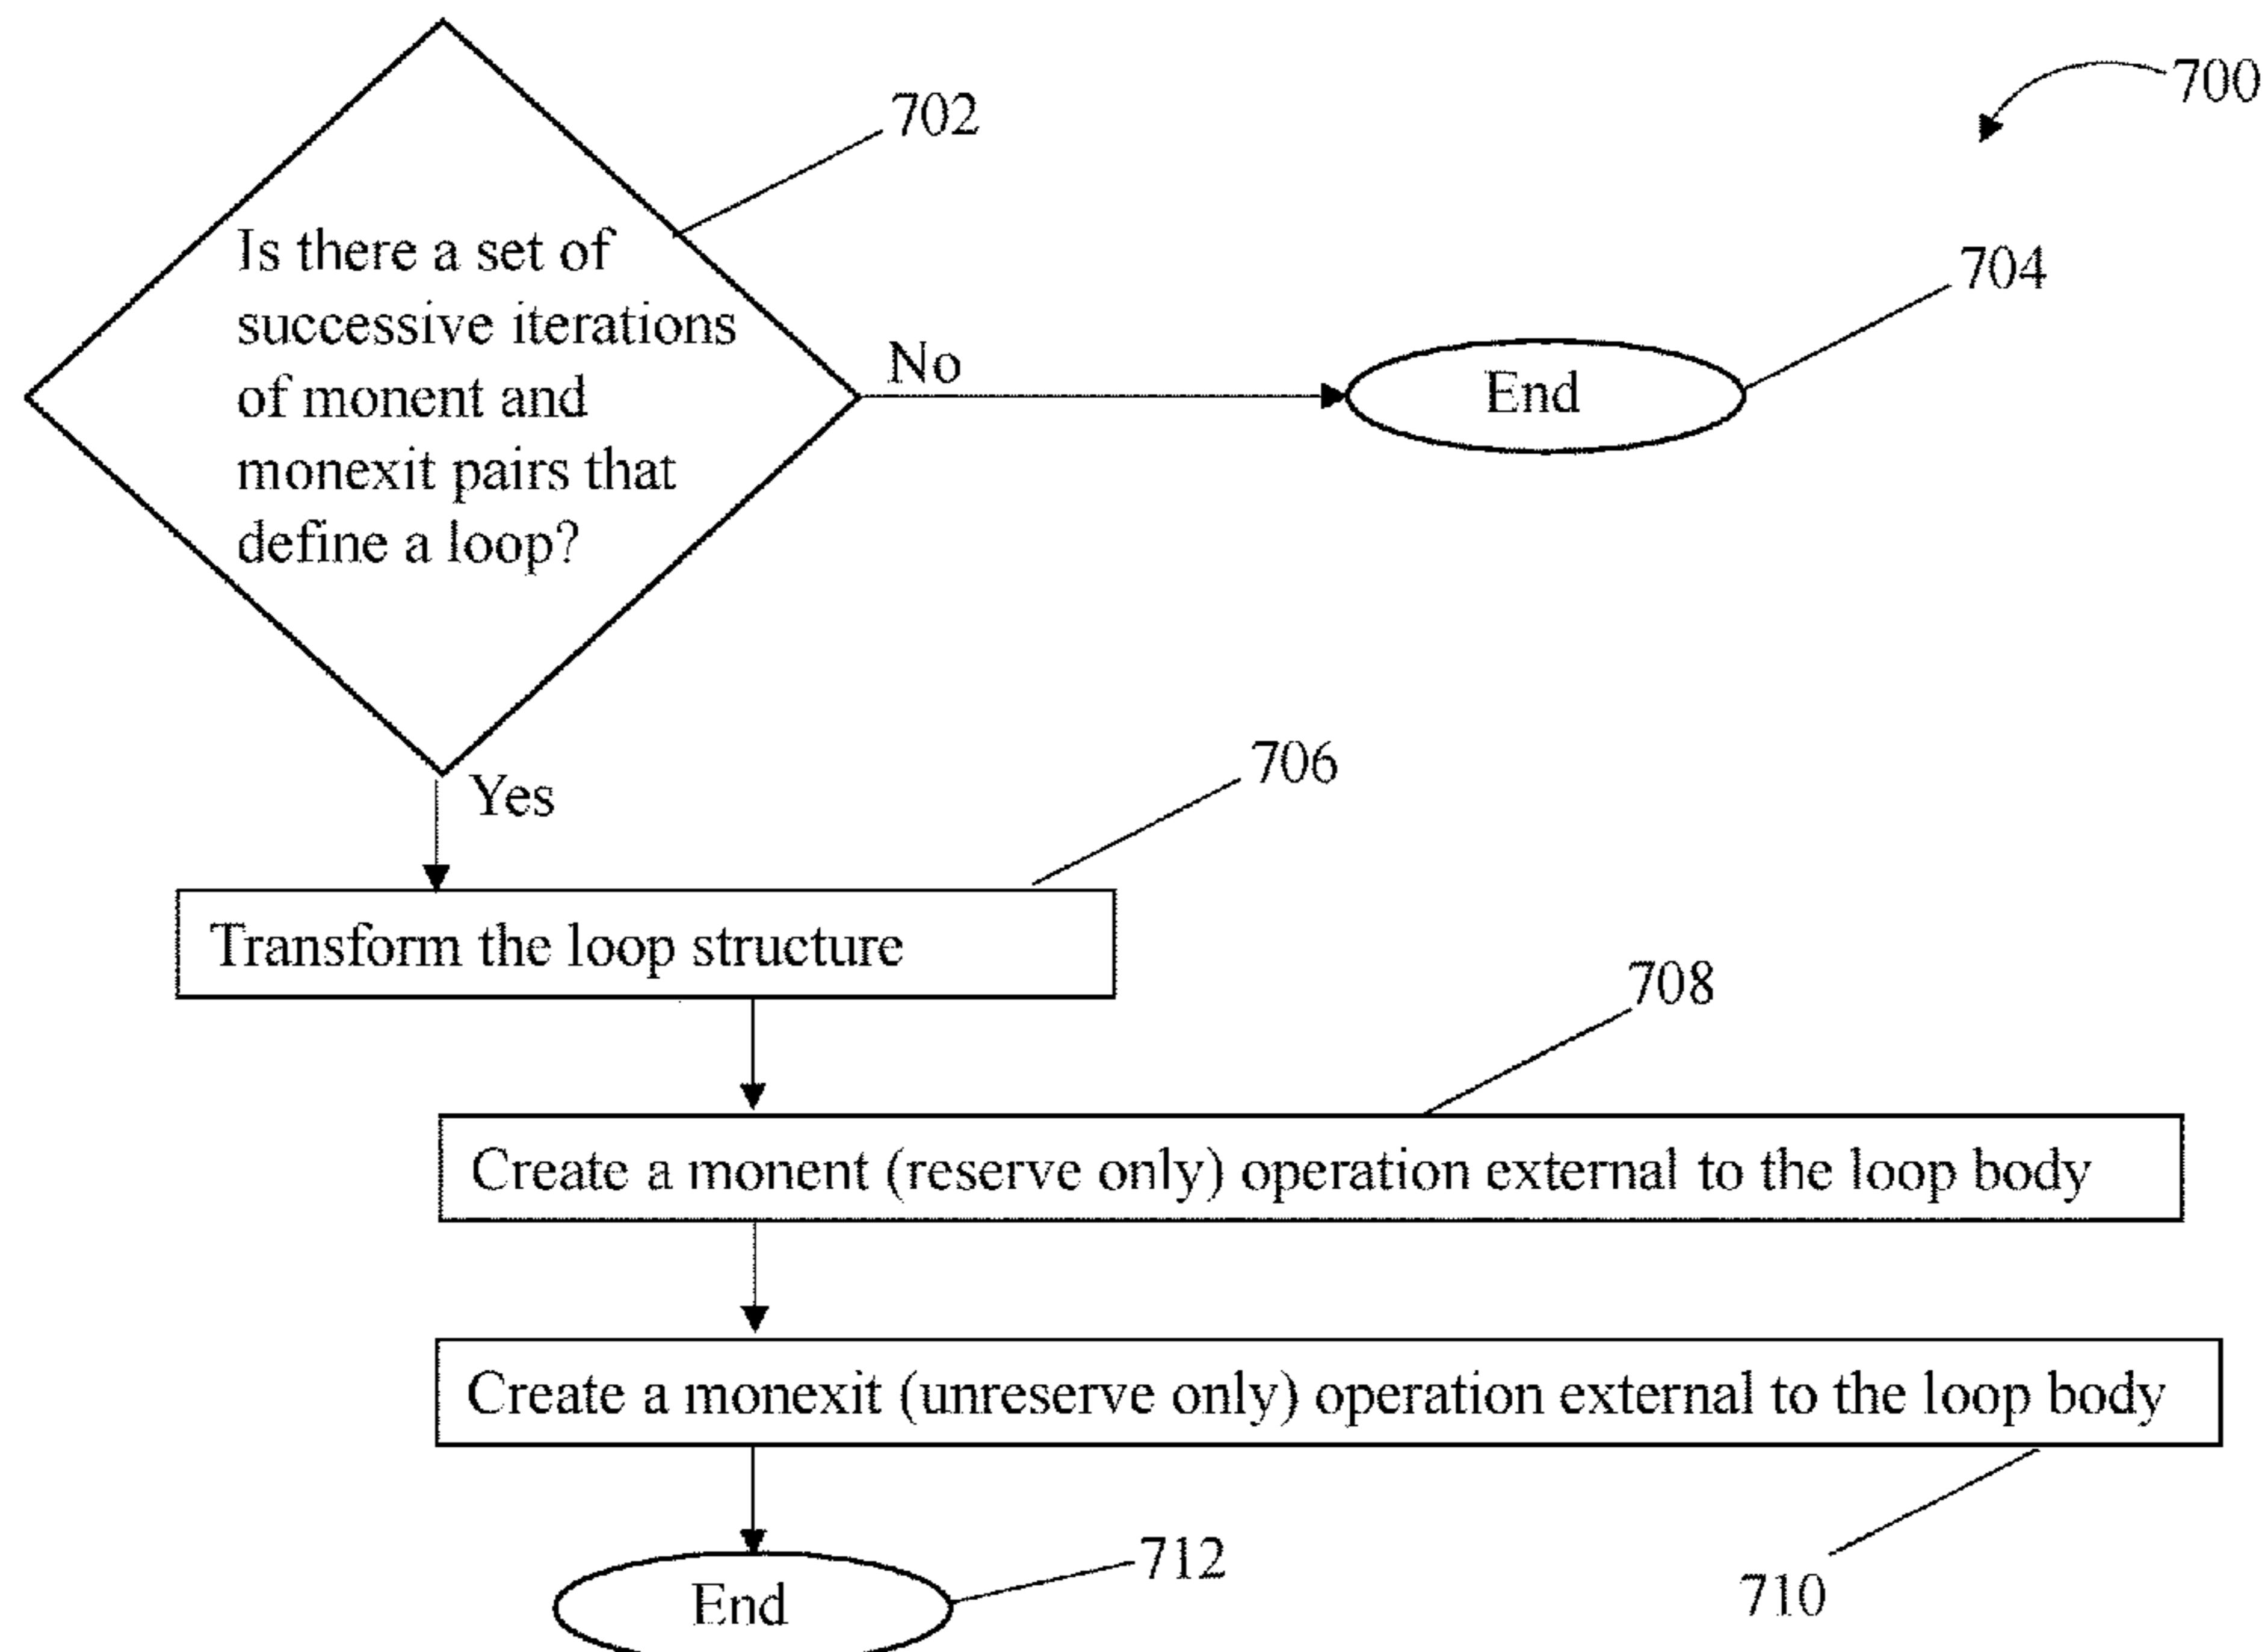 700
702
Is there a set of
successive iterations
of monent and
monexit pairs that
define a loop?
No
704
End
Yes
706
Transform the loop structure
708
Create a monent (reserve only) operation external to the loop body
Create a monexit (unreserve only) operation external to the loop body
710
End
712